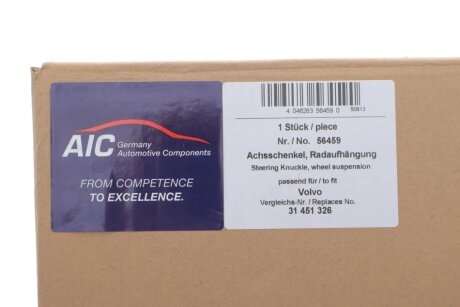 AIC Germany
Automotive Components
FROM COMPETENCE
TO EXCELLENCE.
4 046283 56459 0 50613
1 Stück / piece
Nr. / No. 56459
Achsschenkel, Radaufhängung
Steering Knuckle, wheel suspension
passend für / to fit
Volvo
Vergleichs-Nr. / Replaces No.
31 451 326